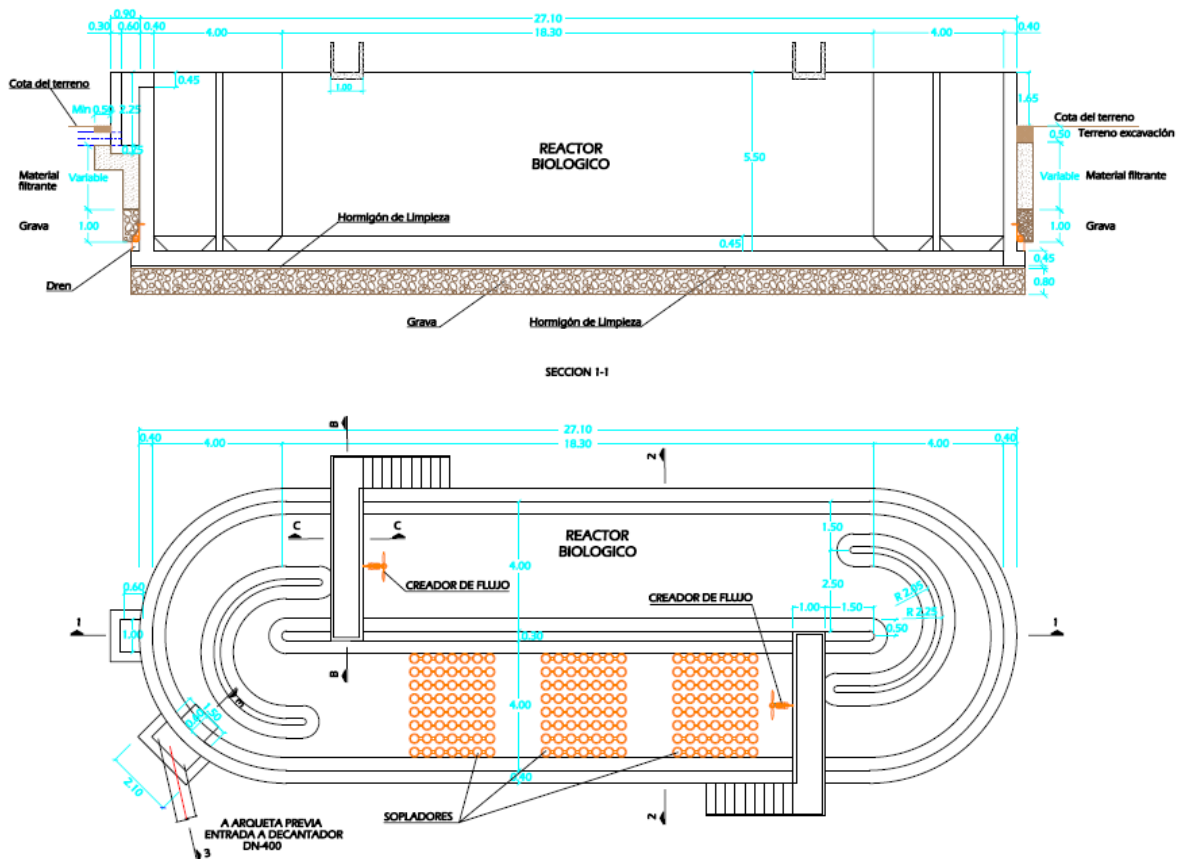 0.90
27.10
0.30
0.60
0.40
4.00
18.30
4.00
0.40
0.45
1.00
Cota del terreno
Min 0.50
2.25
1.65
Cota del terreno
0.50
Terreno excavación
REACTOR
BIOLOGICO
5.50
Material
filtrante
Variable
Variable
Material filtrante
Hormigón de Limpieza
Grava
1.00
1.00
Grava
0.45
0.45
Dren
0.80
Grava
Hormigón de Limpieza
SECCION 1-1
27.10
0.40
4.00
18.30
4.00
0.40
B
2
REACTOR
BIOLOGICO
1.50
C
C
4.00
CREADOR DE FLUJO
2.50
CREADOR DE FLUJO
R 2.05
R 2.25
0.60
1.00
1.50
0.50
1
1.00
0.30
1
B
3
4.00
0.40
2.10
0.40
SOPLADORES
2
A ARQUETA PREVIA
ENTRADA A DECANTADOR
DN-400
3